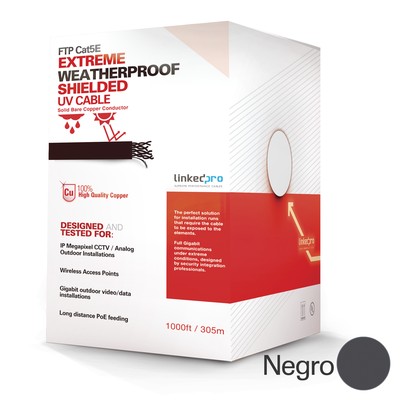 FTP Cat5E
EXTREME
WEATHERPROOF
SHIELDED
UV CABLE
Solid Bare Copper Conductor
Cu
100%
High Quality Copper
DESIGNED AND
TESTED FOR:
IP Megapixel CCTV / Analog
Outdoor Installations
Wireless Access Points
Gigabit outdoor video/data
installations
Long distance PoE feeding
1000ft / 305m
linkedpro
The perfect solution
for installation runs
that require the cable
to be exposed to the
elements.
Full Gigabit
communications
under extreme
conditions, designed
by security integration
professionals.
linkedpro
Negro